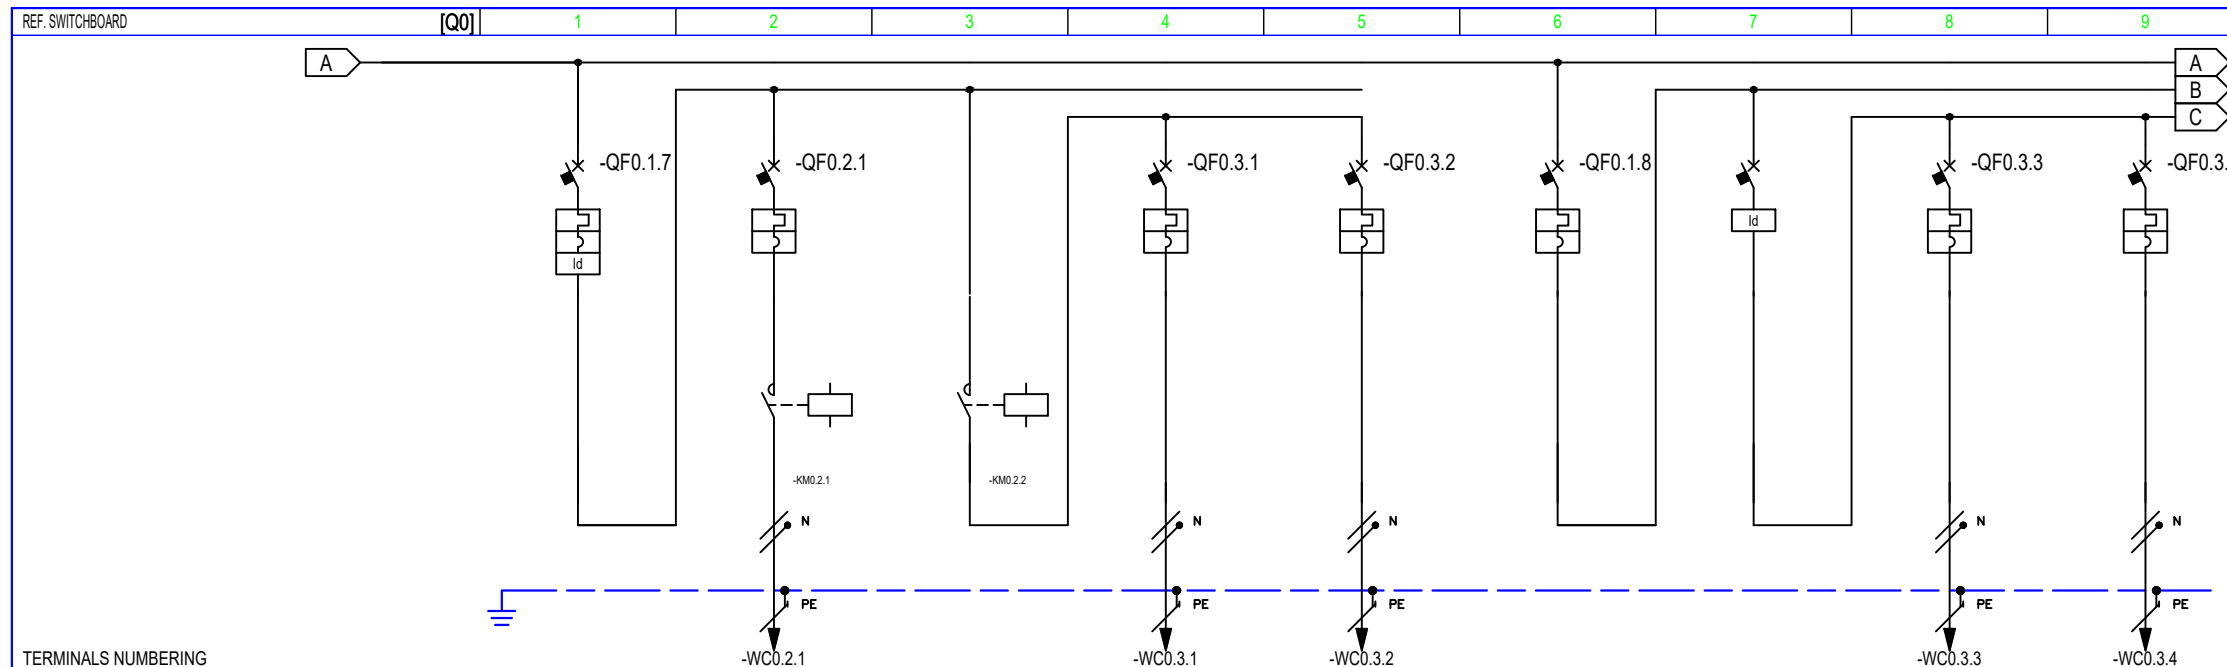 REF. SWITCHBOARD [Q0] 1 2 3 4 5 6 7 8 9
A A
B
C
-QF0.1.7 -QF0.2.1 -QF0.3.1 -QF0.3.2 -QF0.1.8 -QF0.3.3 -QF0.3.
Id Id
-KM0.2.1 -KM0.2.2
N N N N N
PE PE PE PE PE
TERMINALS NUMBERING -WC0.2.1 -WC0.3.1 -WC0.3.2 -WC0.3.3 -WC0.3.4